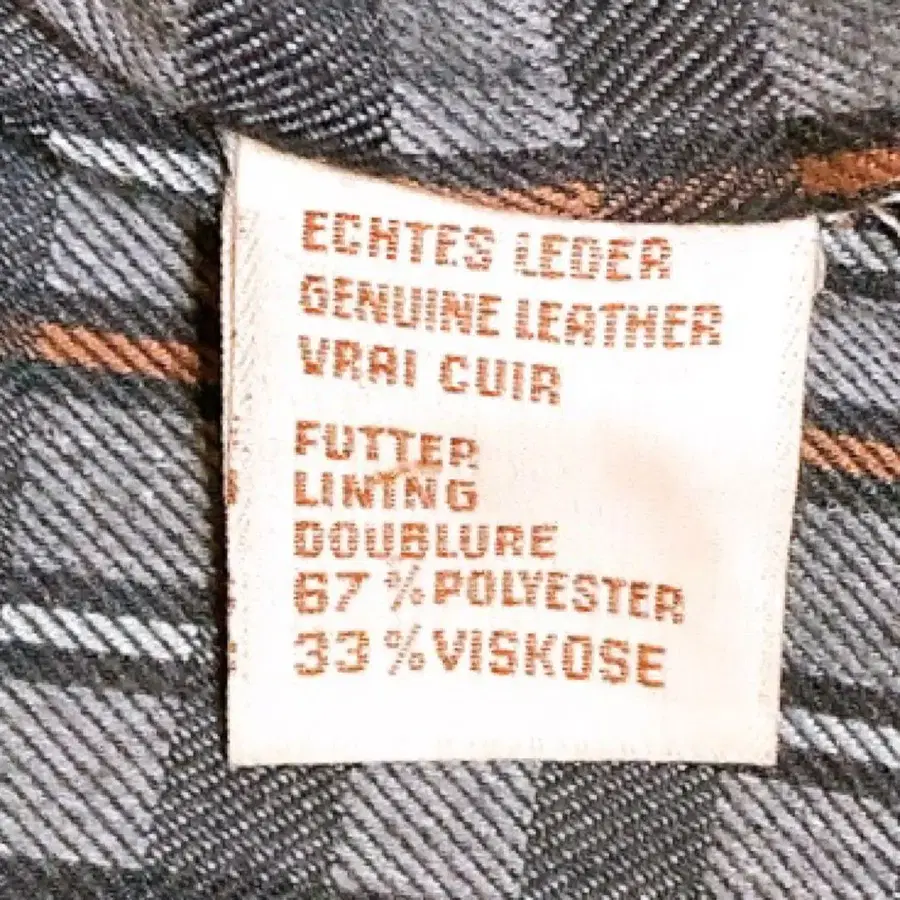 ECHTES LEDER
GENUINE LEATHER
VRAI CUIR
FUTTER
LINING
DOUBLURE
67 % POLYESTER
33 % VISKOSE